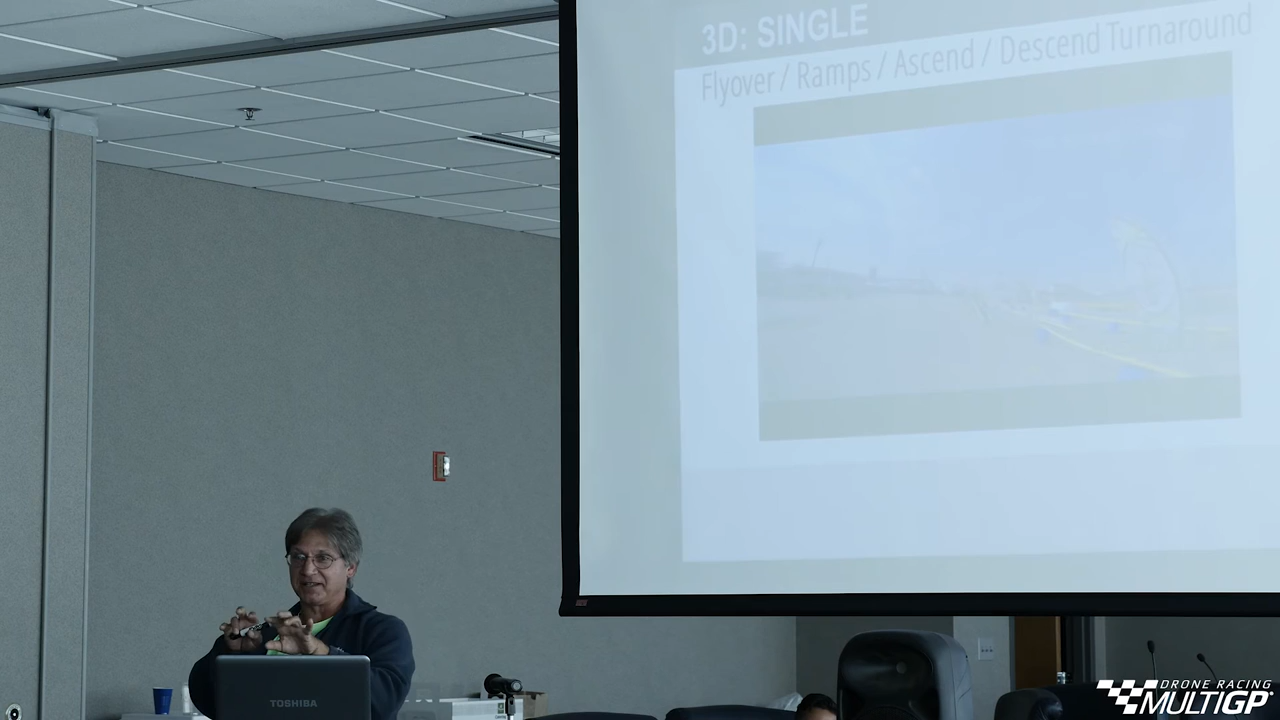 3D: SINGLE
Flyover / Ramps / Ascend / Descend Turnaround
TOSHIBA
DRONE RACING
MULTIGP